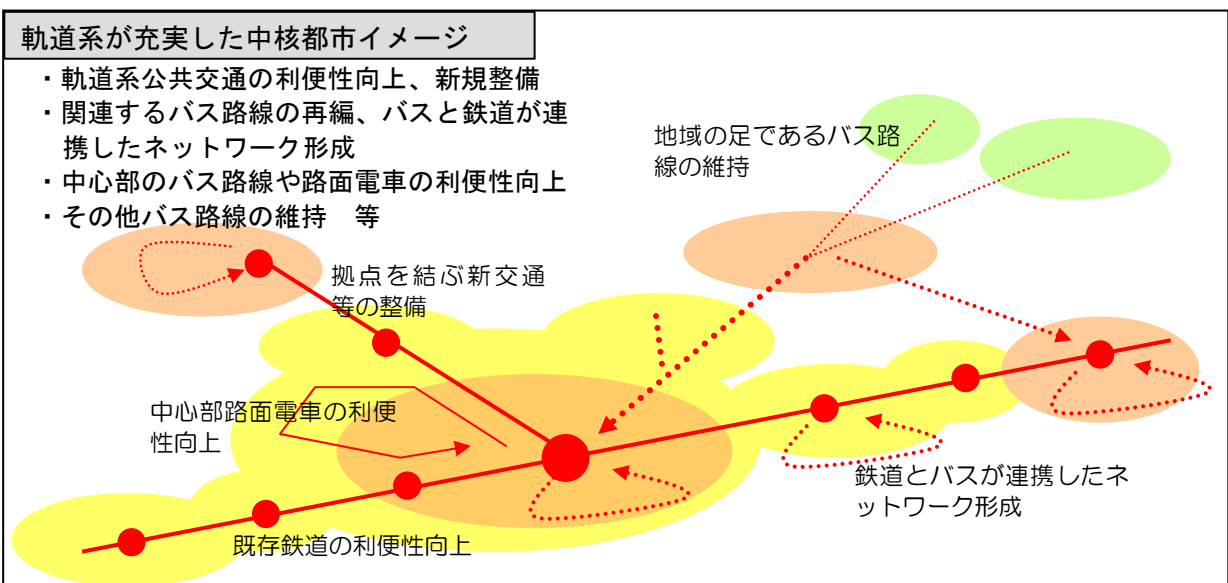 軌道系が充実した中核都市イメージ
・軌道系公共交通の利便性向上、新規整備
・関連するバス路線の再編、バスと鉄道が連
携したネットワーク形成
・中心部のバス路線や路面電車の利便性向上
・その他バス路線の維持　等
地域の足であるバス路
線の維持
拠点を結ぶ新交通
等の整備
中心部路面電車の利便
性向上
鉄道とバスが連携したネ
ットワーク形成
既存鉄道の利便性向上